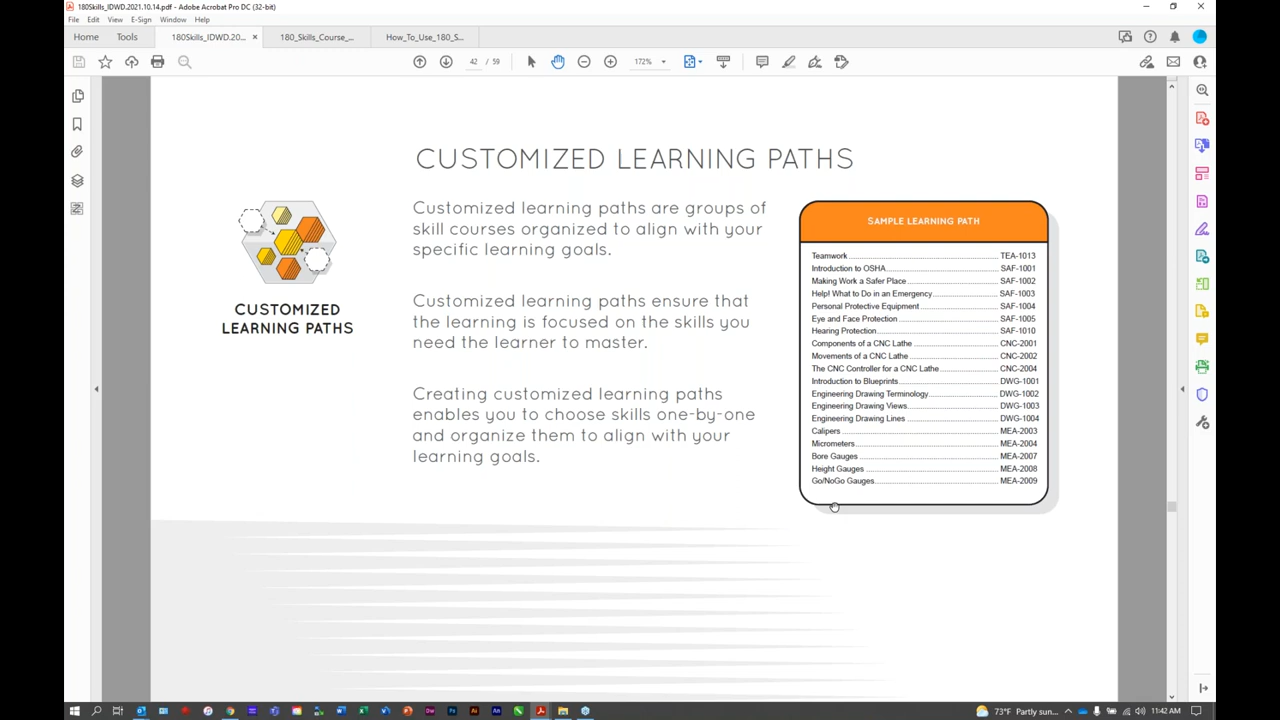 180Skills_IDWD.2021.10.14.pdf - Adobe Acrobat Pro DC (32-bit)
File Edit View E-Sign Window Help
Home Tools 180Skills_IDWD.20... × 180_Skills_Course_... How_To_Use_180_S...
42 / 59 172%
CUSTOMIZED LEARNING PATHS
CUSTOMIZED
LEARNING PATHS
Customized learning paths are groups of
skill courses organized to align with your
specific learning goals.
Customized learning paths ensure that
the learning is focused on the skills you
need the learner to master.
Creating customized learning paths
enables you to choose skills one-by-one
and organize them to align with your
learning goals.
SAMPLE LEARNING PATH
Teamwork TEA-1013
Introduction to OSHA SAF-1001
Making Work a Safer Place SAF-1002
Help! What to Do in an Emergency SAF-1003
Personal Protective Equipment SAF-1004
Eye and Face Protection SAF-1005
Hearing Protection SAF-1010
Components of a CNC Lathe CNC-2001
Movements of a CNC Lathe CNC-2002
The CNC Controller for a CNC Lathe CNC-2004
Introduction to Blueprints DWG-1001
Engineering Drawing Terminology DWG-1002
Engineering Drawing Views DWG-1003
Engineering Drawing Lines DWG-1004
Calipers MEA-2003
Micrometers MEA-2004
Bore Gauges MEA-2007
Height Gauges MEA-2008
Go/NoGo Gauges MEA-2009
73°F Partly sun... 11:42 AM